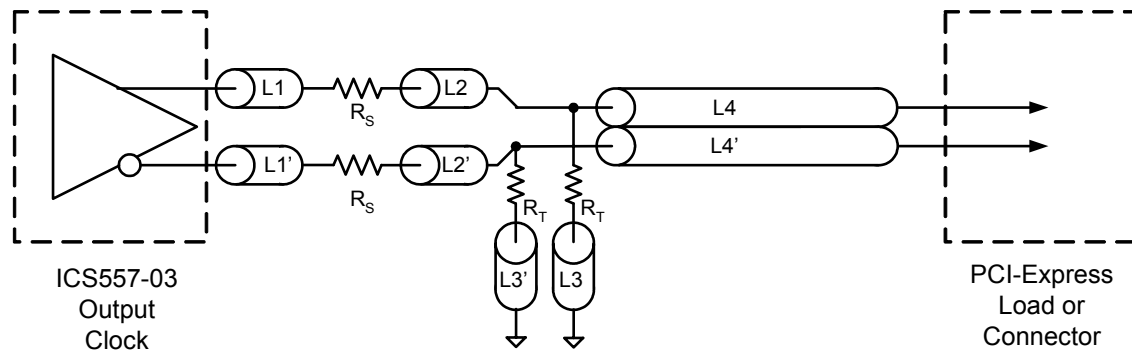 L1
R_S
L2
L4
L1'
R_S
L2'
L4'
R_T
R_T
L3'
L3
ICS557-03
Output
Clock
PCI-Express
Load or
Connector